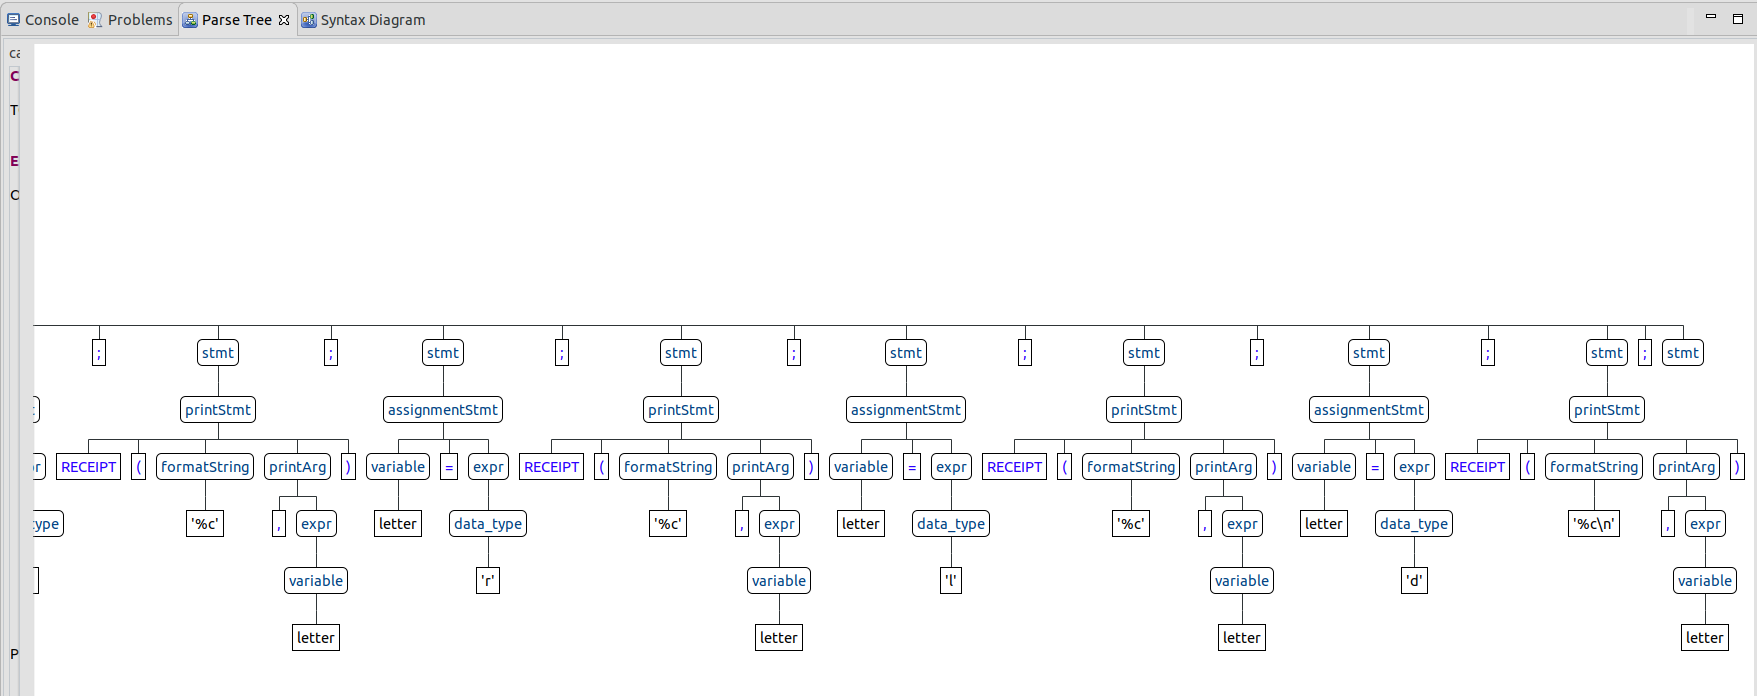 Console Problems Parse Tree Syntax Diagram
ca
C
T
E
O
; stmt ; stmt ; stmt ; stmt ; stmt ; stmt ; stmt ; stmt
printStmt assignmentStmt printStmt assignmentStmt printStmt assignmentStmt printStmt
RECEIPT ( formatString printArg ) variable = expr RECEIPT ( formatString printArg ) variable = expr RECEIPT ( formatString printArg ) variable = expr RECEIPT ( formatString printArg )
ype '%c' , expr letter data_type '%c' , expr letter data_type '%c' , expr letter data_type '%c\n' , expr
variable 'r' variable 'l' variable 'd' variable
letter letter letter letter
P